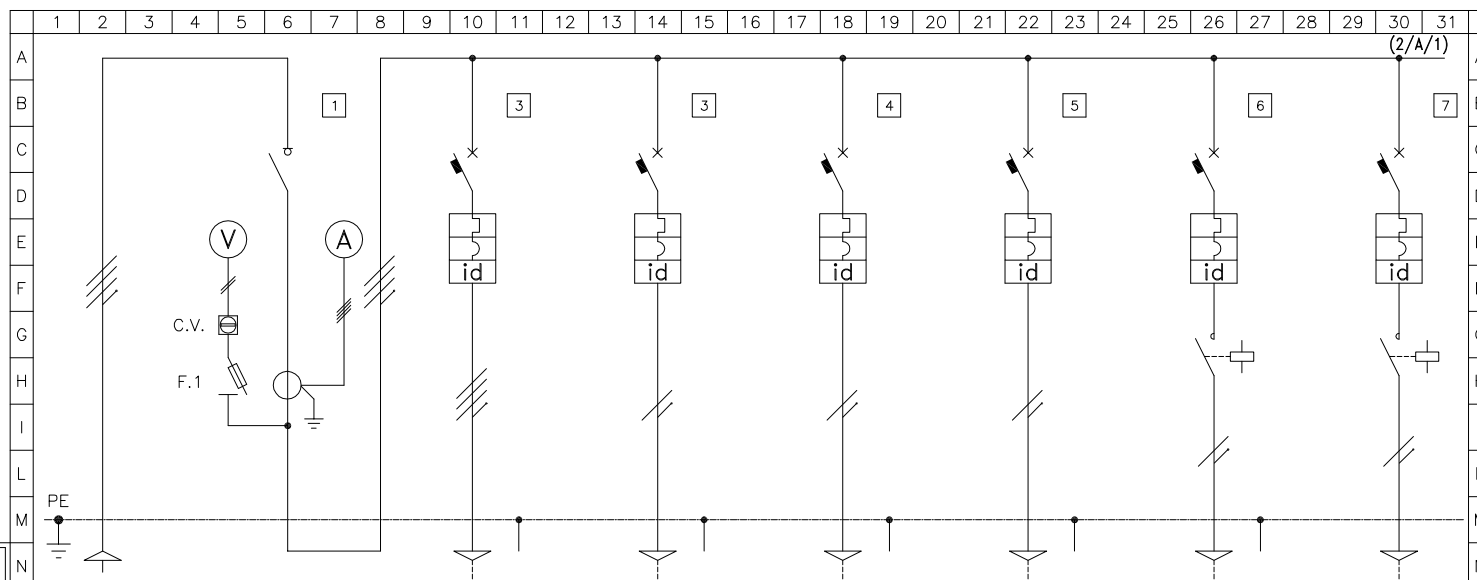 1 2 3 4 5 6 7 8 9 10 11 12 13 14 15 16 17 18 19 20 21 22 23 24 25 26 27 28 29 30 31
(2/A/1)
A
B 1 3 3 4 5 6 7
C
D
E V A
id id id id id id
F
G C.V.
H F.1
I
L
PE
M
N